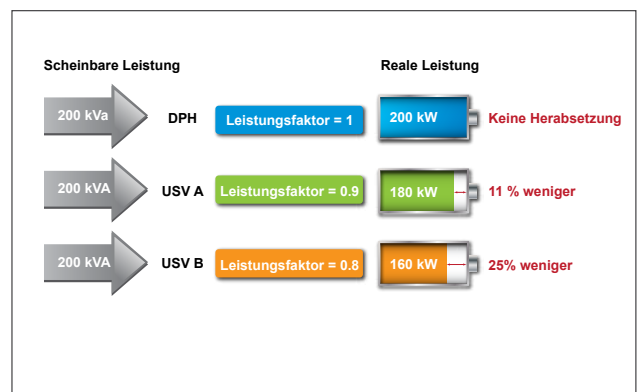 Scheinbare Leistung
Reale Leistung
200 kVa
DPH
Leistungsfaktor = 1
200 kW
Keine Herabsetzung
200 kVA
USV A
Leistungsfaktor = 0.9
180 kW
11 % weniger
200 kVA
USV B
Leistungsfaktor = 0.8
160 kW
25% weniger